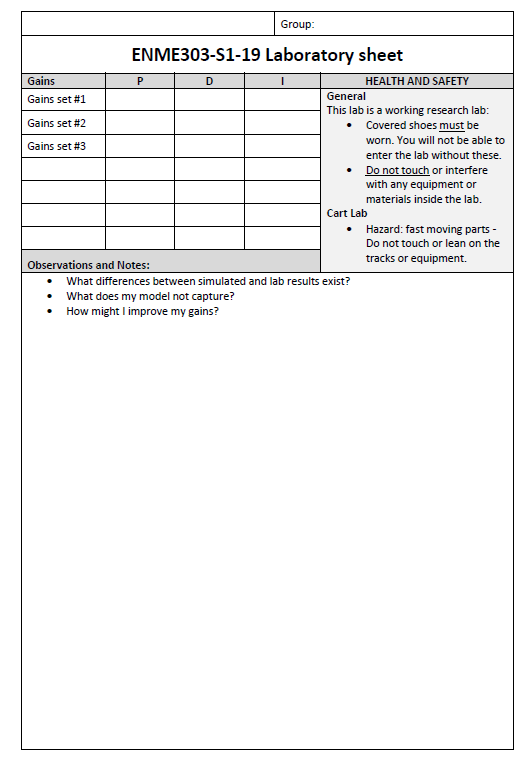 Group:
ENME303-S1-19 Laboratory sheet
Gains P D I HEALTH AND SAFETY
Gains set #1
Gains set #2
Gains set #3
General
This lab is a working research lab:
• Covered shoes must be
worn. You will not be able to
enter the lab without these.
• Do not touch or interfere
with any equipment or
materials inside the lab.
Cart Lab
• Hazard: fast moving parts -
Do not touch or lean on the
tracks or equipment.
Observations and Notes:
• What differences between simulated and lab results exist?
• What does my model not capture?
• How might I improve my gains?